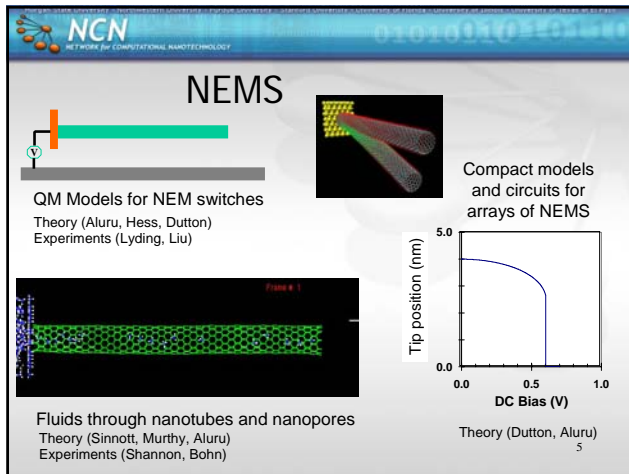 NCN
NETWORK for COMPUTATIONAL NANOTECHNOLOGY
01010110
NEMS
V
QM Models for NEM switches
Theory (Aluru, Hess, Dutton)
Experiments (Lyding, Liu)
Compact models
and circuits for
arrays of NEMS
Tip position (nm)
5.0
0.0
0.0
0.5
1.0
DC Bias (V)
Theory (Dutton, Aluru)
Frame #: 1
Fluids through nanotubes and nanopores
Theory (Sinnott, Murthy, Aluru)
Experiments (Shannon, Bohn)
5